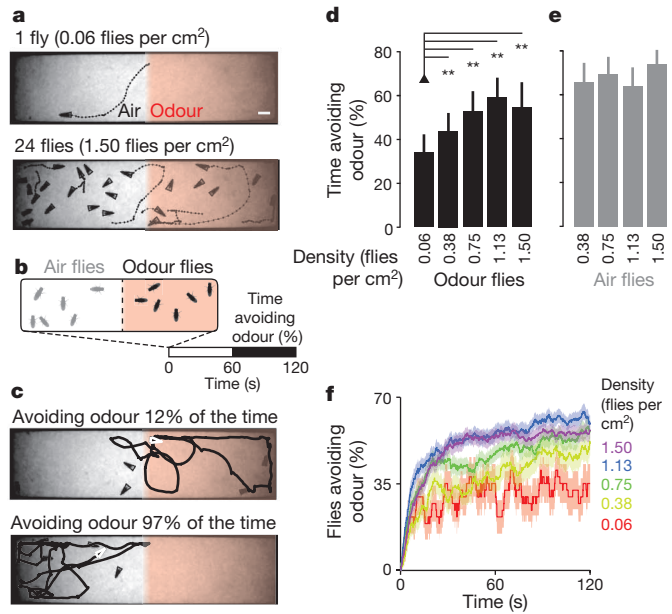 a
1 fly (0.06 flies per cm²)
Air Odour
24 flies (1.50 flies per cm²)
b
Air flies Odour flies
Time
avoiding
odour (%)
0 60 120
Time (s)
c
Avoiding odour 12% of the time
Avoiding odour 97% of the time
d
Time avoiding
odour (%)
80
60
40
20
0
** ** ** **
0.06 0.38 0.75 1.13 1.50
Density (flies
per cm²)
Odour flies
e
0.38 0.75 1.13 1.50
Air flies
f
Flies avoiding
odour (%)
70
35
0
0 60 120
Time (s)
Density
(flies per
cm²)
1.50
1.13
0.75
0.38
0.06